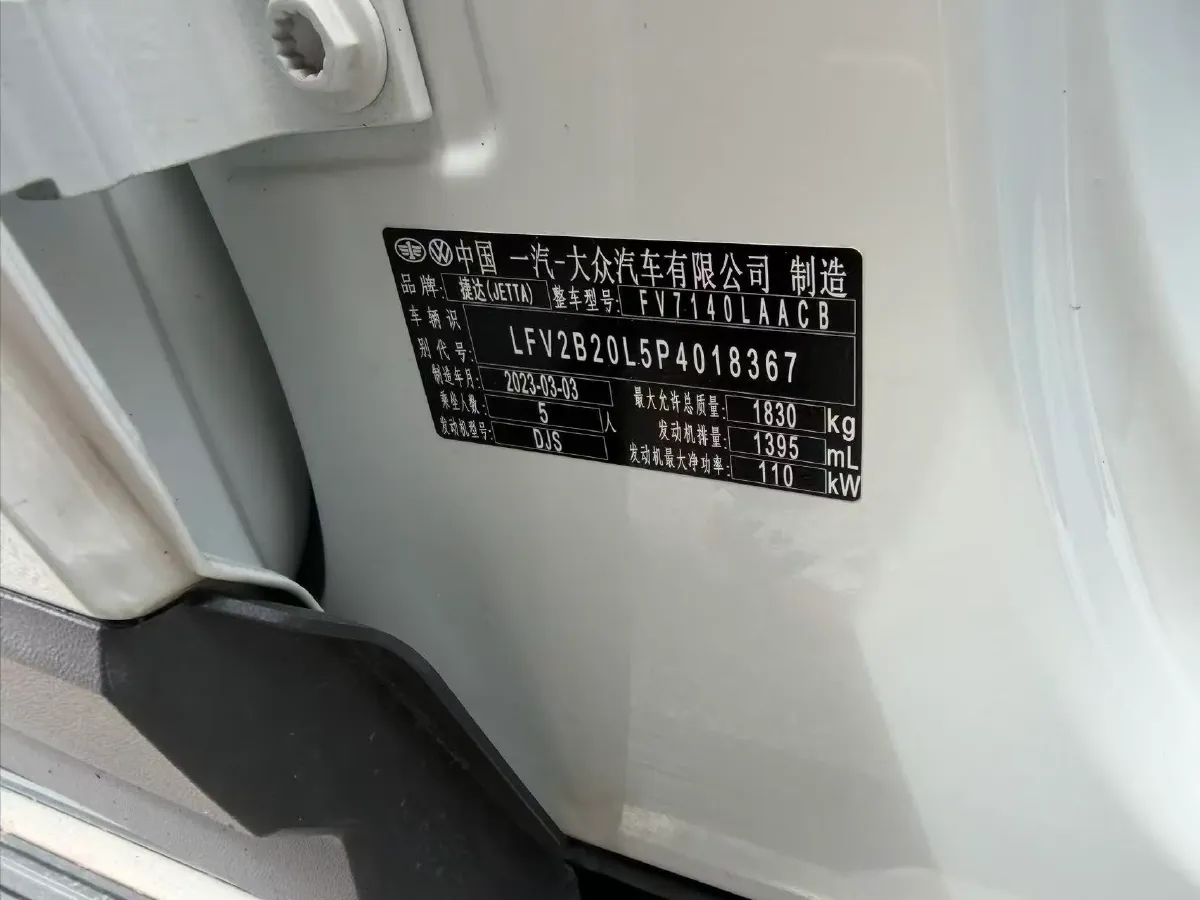 中国 一汽-大众汽车有限公司 制造
品牌: 捷达(JETTA) 整车型号: FV7140LAACB
车辆识别代号: LFV2B20L5P4018367
制造年月: 2023-03-03 最大允许总质量: 1830 kg
乘坐人数: 5 人 发动机排量: 1395 mL
发动机型号: DJS 发动机最大净功率: 110 kW